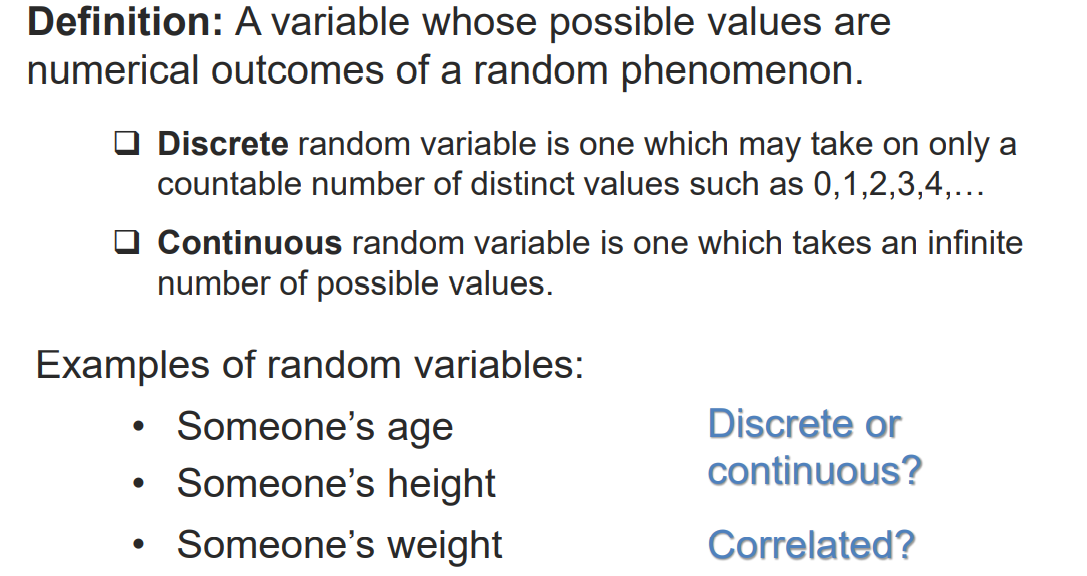 Definition: A variable whose possible values are
numerical outcomes of a random phenomenon.
❑ Discrete random variable is one which may take on only a
countable number of distinct values such as 0,1,2,3,4,…
❑ Continuous random variable is one which takes an infinite
number of possible values.
Examples of random variables:
• Someone’s age
• Someone’s height
• Someone’s weight
Discrete or
continuous?
Correlated?